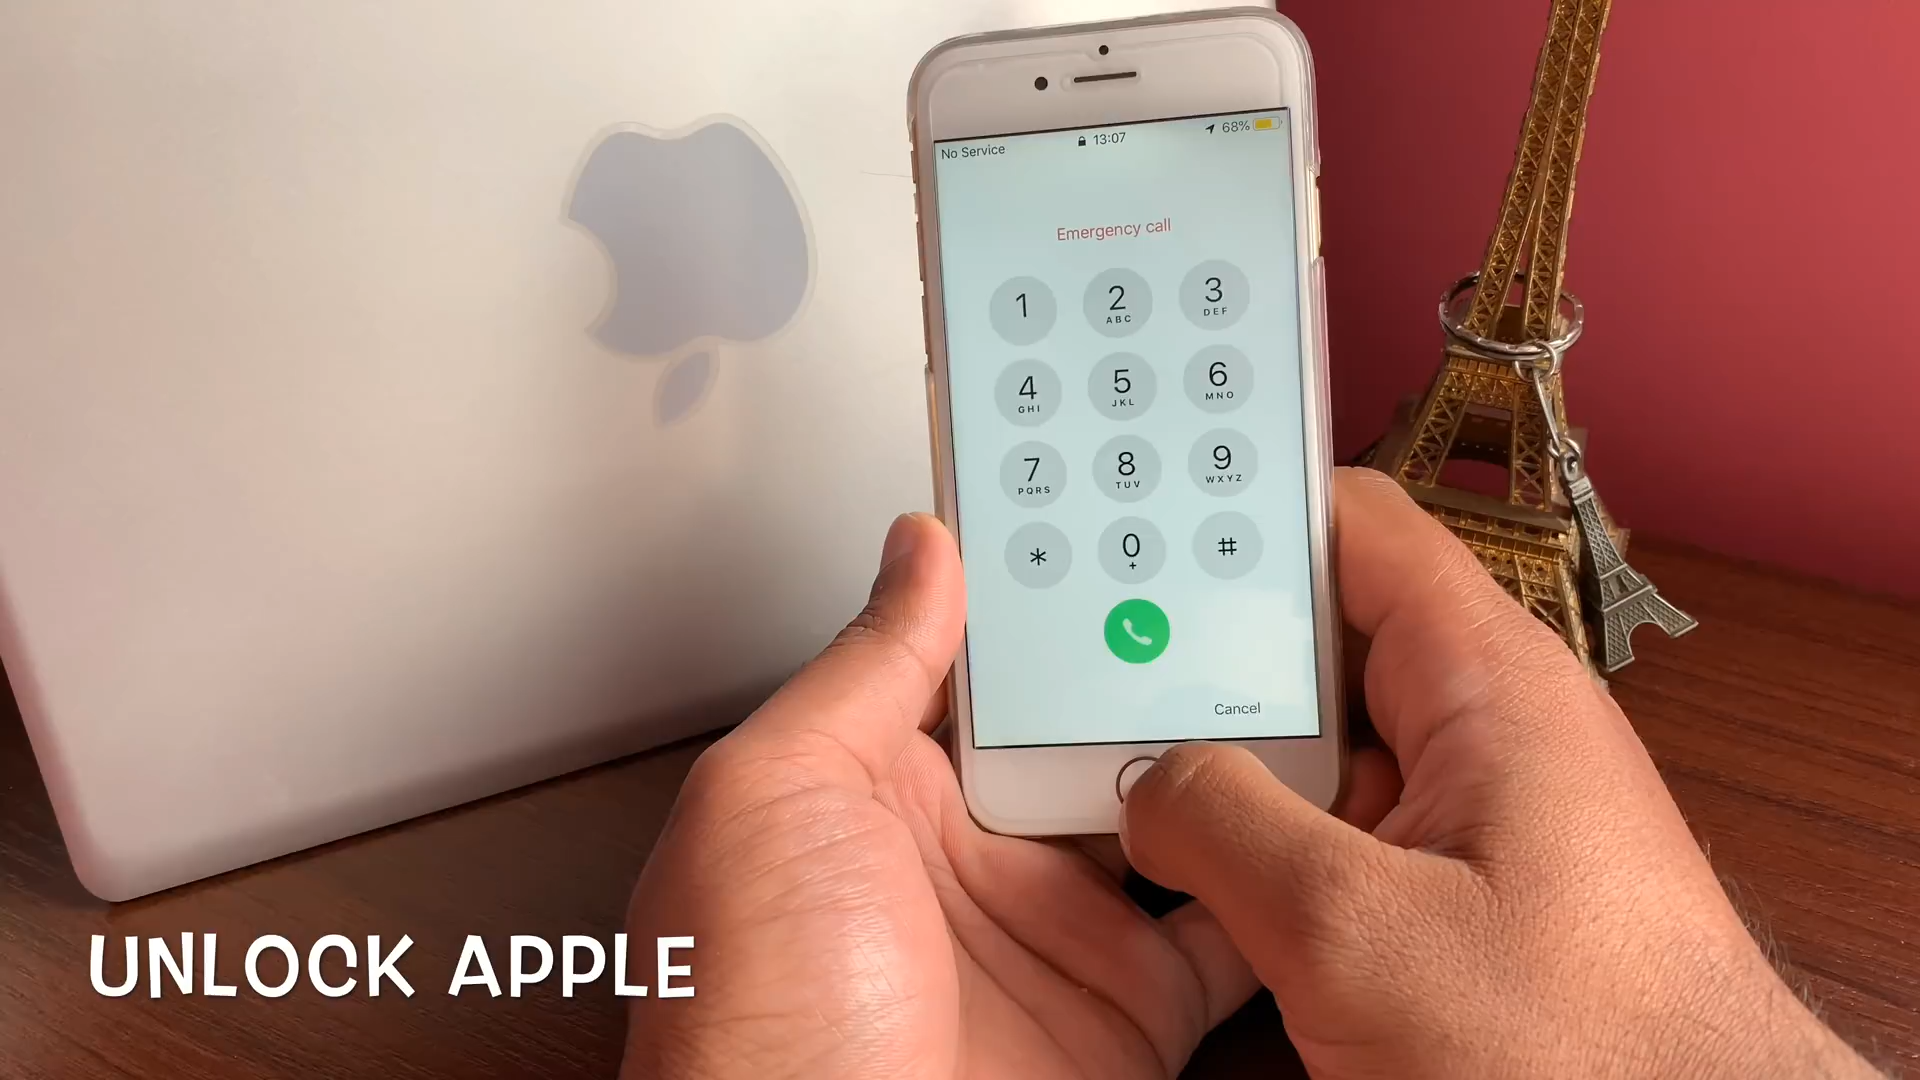 No Service 13:07 68%
Emergency call
1 2 3
ABC DEF
4 5 6
GHI JKL MNO
7 8 9
PQRS TUV WXYZ
* 0 #
+
Cancel
UNLOCK APPLE